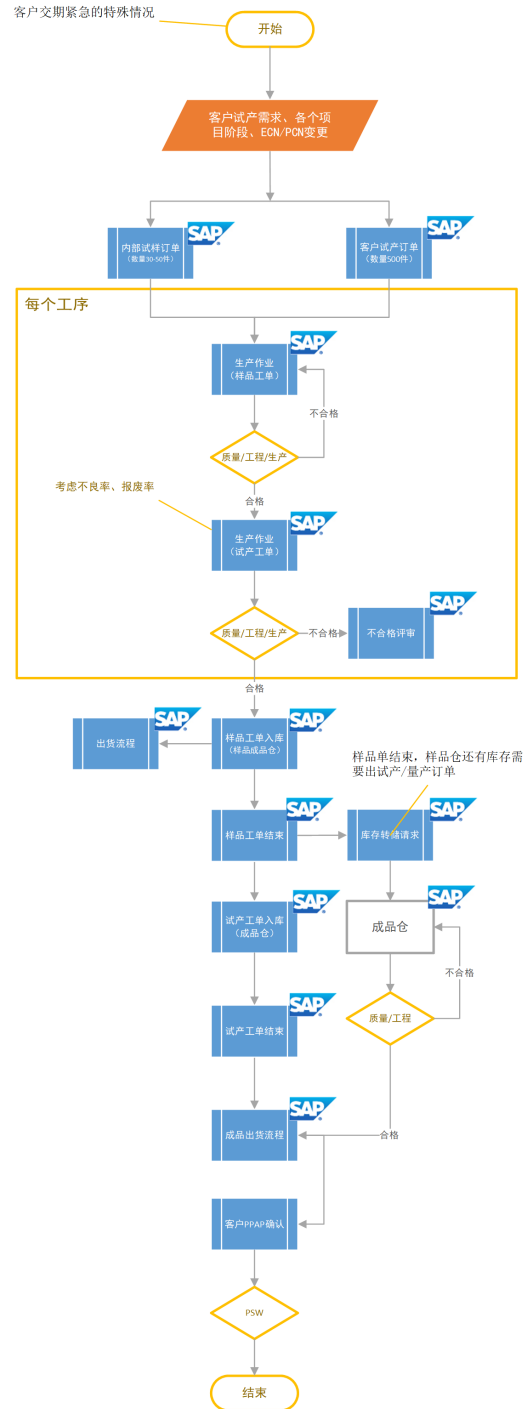 客户交期紧急的特殊情况
开始
客户试产需求、各个项
目阶段、ECN/PCN变更
SAP
内部试样订单
(数量30-50件)
SAP
客户试产订单
(数量500件)
每个工序
SAP
生产作业
(样品工单)
不合格
质量/工程/生产
合格
考虑不良率、报废率
SAP
生产作业
(试产工单)
质量/工程/生产
不合格
SAP
不合格评审
合格
SAP
出货流程
SAP
样品工单入库
(样品成品仓)
样品单结束,样品仓还有库存需
要出试产/量产订单
SAP
样品工单结束
SAP
库存转储请求
SAP
试产工单入库
(成品仓)
SAP
成品仓
不合格
SAP
试产工单结束
质量/工程
SAP
成品出货流程
合格
客户PPAP确认
PSW
结束